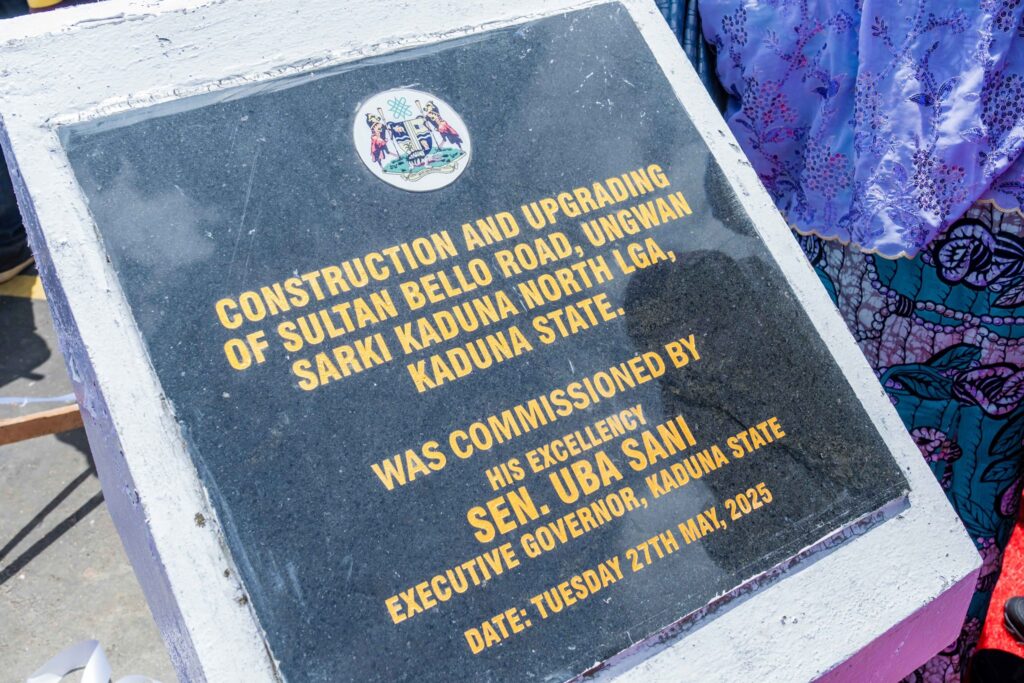 CONSTRUCTION AND UPGRADING
OF SULTAN BELLO ROAD, UNGWAN
SARKI KADUNA NORTH LGA,
KADUNA STATE.
WAS COMMISSIONED BY
HIS EXCELLENCY
SEN. UBA SANI
EXECUTIVE GOVERNOR, KADUNA STATE
DATE: TUESDAY 27TH MAY, 2025